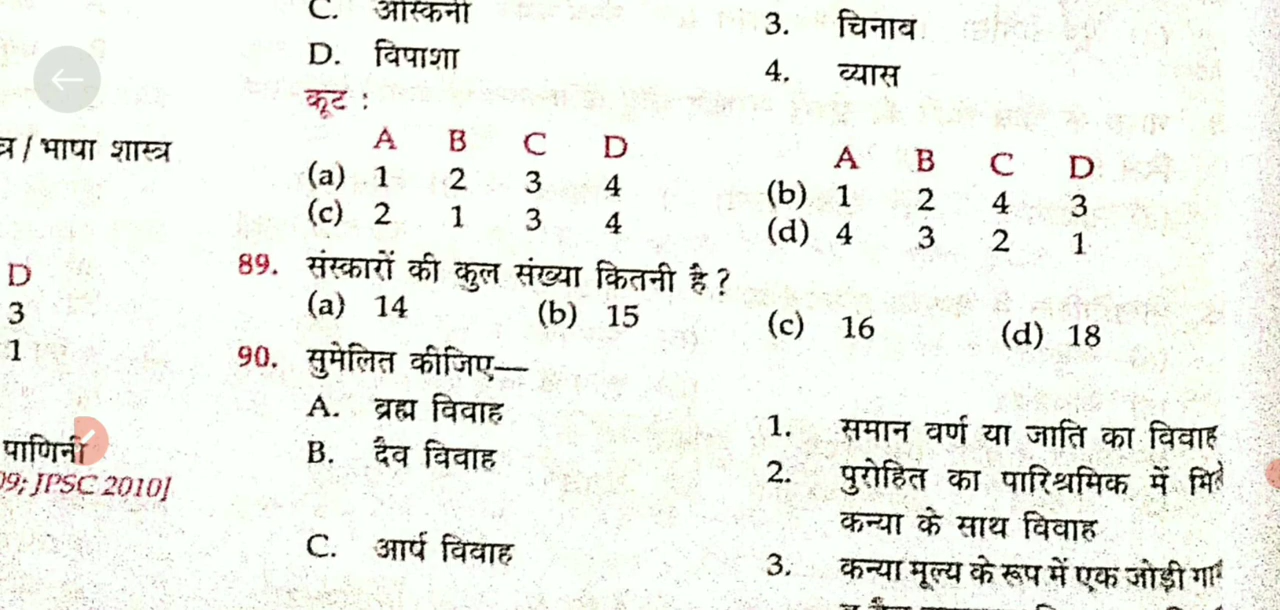 C. आस्किनी
D. विपाशा
3. चिनाव
4. व्यास
कूट :
A B C D
(a) 1 2 3 4
(c) 2 1 3 4
A B C D
(b) 1 2 4 3
(d) 4 3 2 1
89. संस्कारों की कुल संख्या कितनी है ?
(a) 14 (b) 15 (c) 16 (d) 18
90. सुमेलित कीजिए—
A. ब्रह्म विवाह
B. दैव विवाह
C. आर्ष विवाह
1. समान वर्ण या जाति का विवाह
2. पुरोहित का पारिश्रमिक में
कन्या के साथ विवाह
3. कन्या मूल्य के रूप में एक जोड़ी
/ भाषा शास्त्र
D
3
1
पाणिनी
09; JPSC 2010]